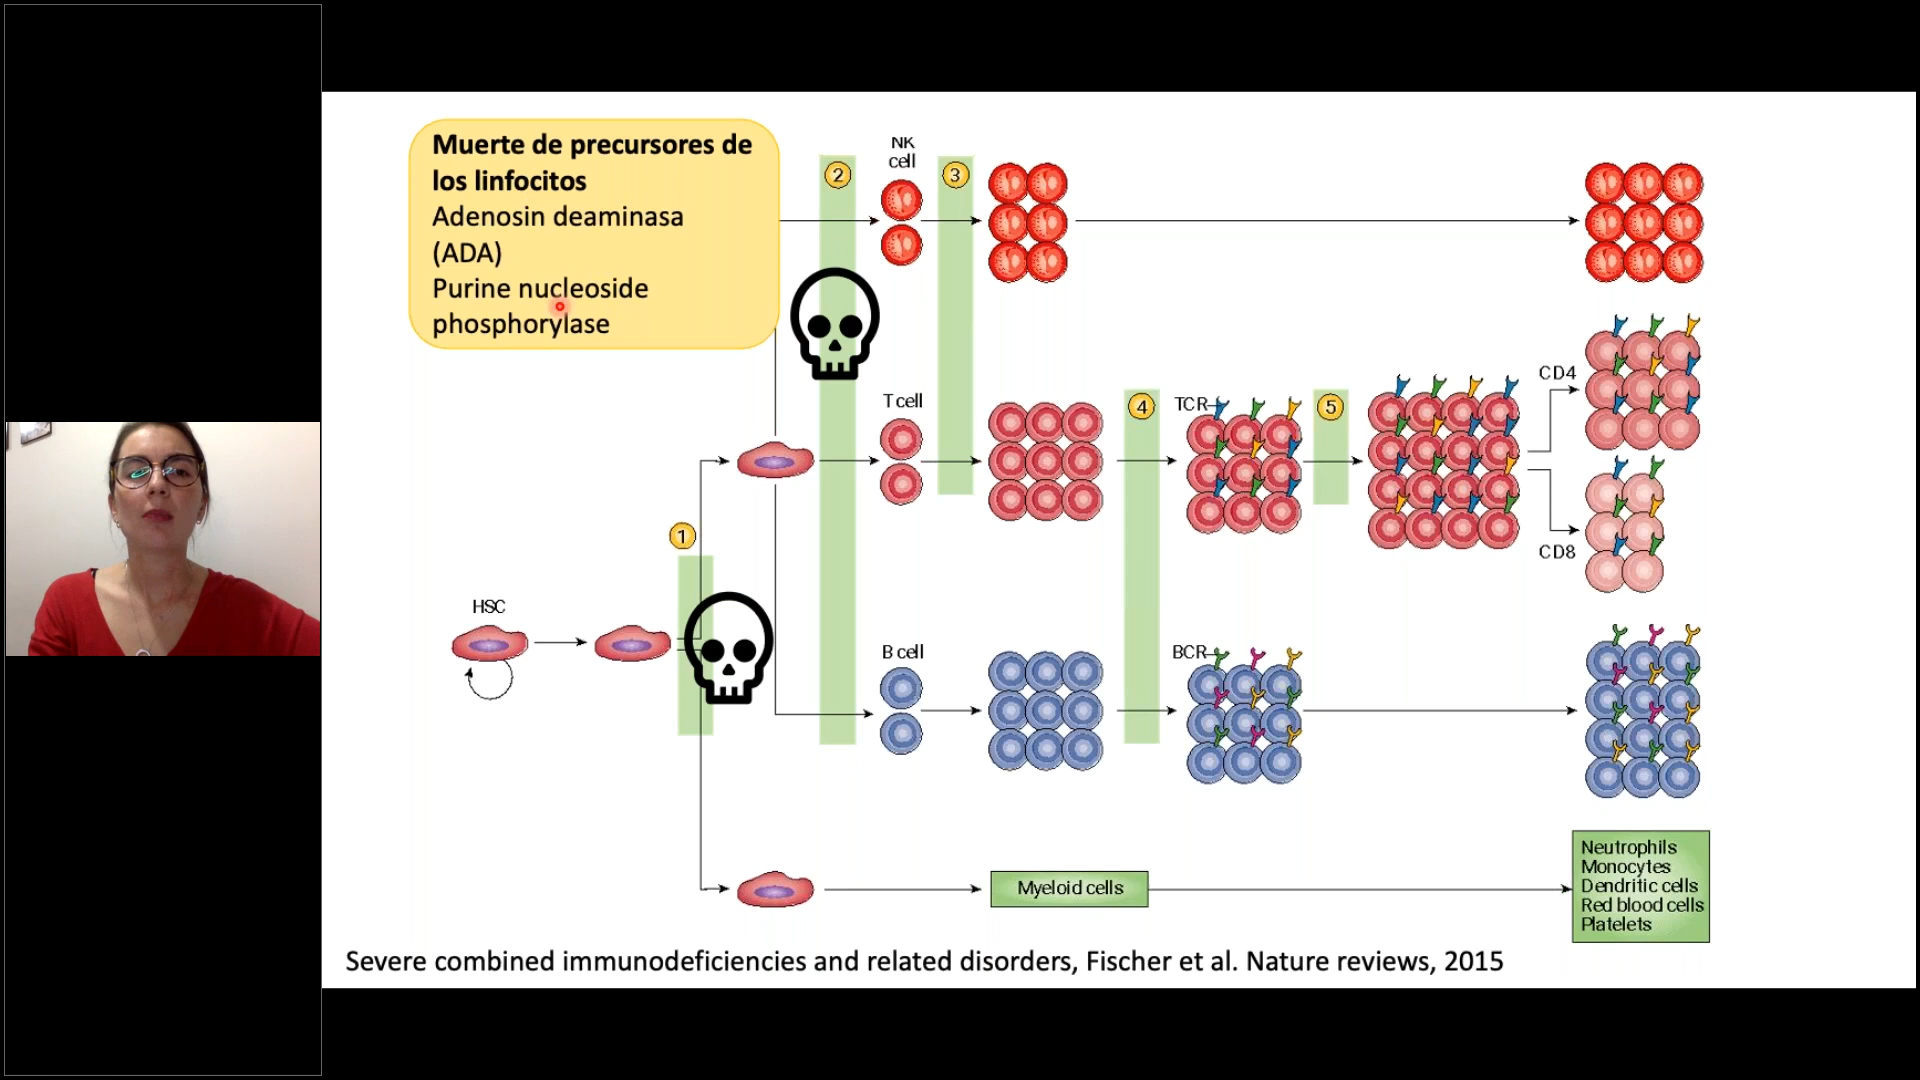 Muerte de precursores de
los linfocitos
Adenosin deaminasa
(ADA)
Purine nucleoside
phosphorylase
NK
cell
2
3
T cell
4
TCR
5
CD4
CD8
1
HSC
B cell
BCR
Myeloid cells
Neutrophils
Monocytes
Dendritic cells
Red blood cells
Platelets
Severe combined immunodeficiencies and related disorders, Fischer et al. Nature reviews, 2015